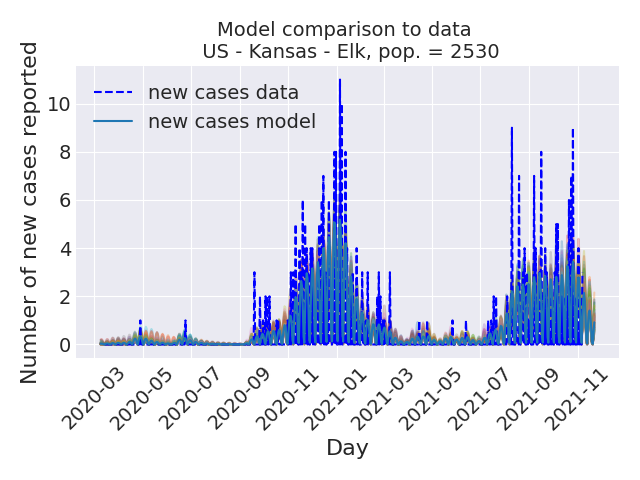 Model comparison to data
US - Kansas - Elk, pop. = 2530
new cases data
new cases model
Number of new cases reported
10
8
6
4
2
0
2020-03
2020-05
2020-07
2020-09
2020-11
2021-01
2021-03
2021-05
2021-07
2021-09
2021-11
Day